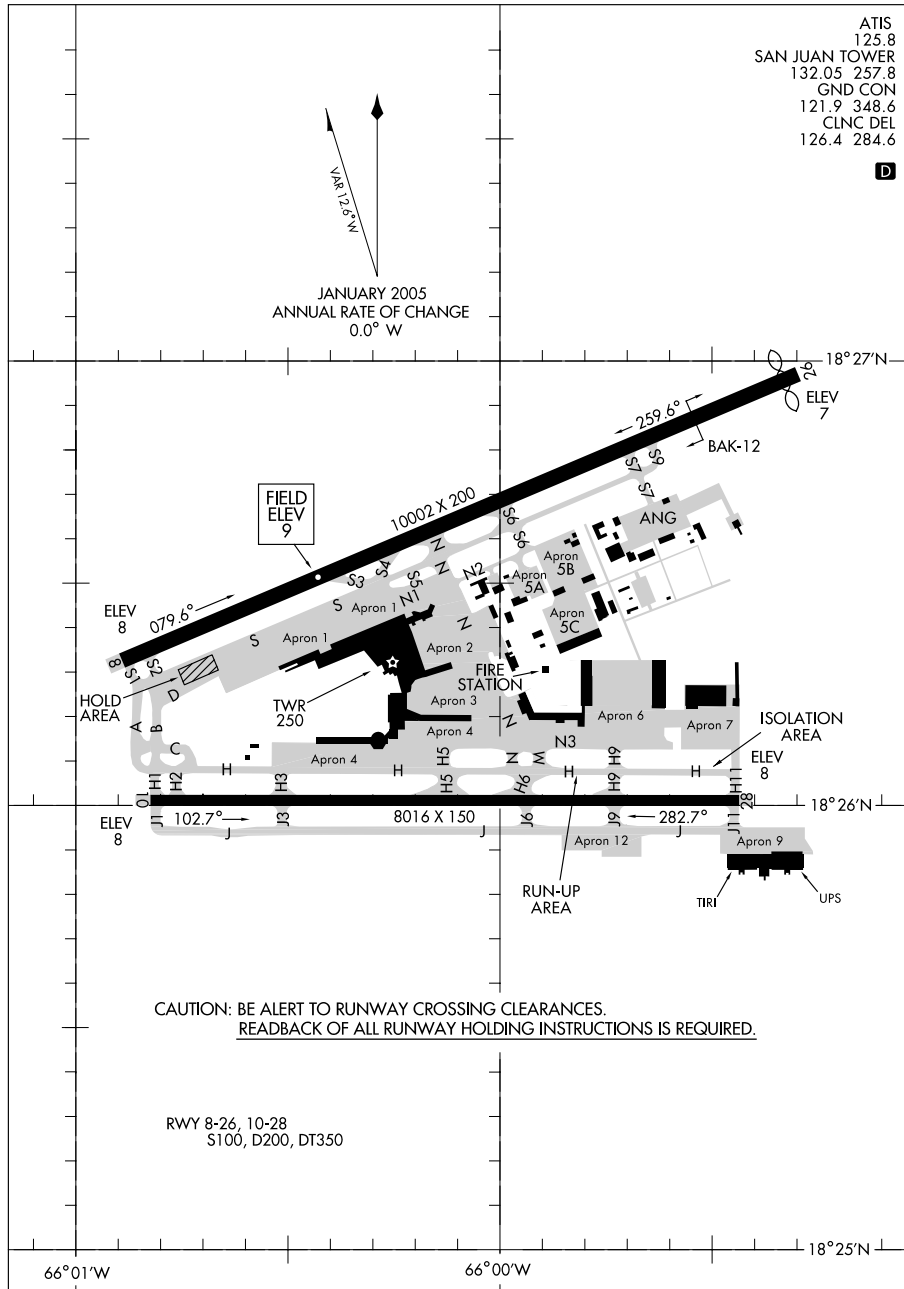 ATIS
125.8
SAN JUAN TOWER
132.05 257.8
GND CON
121.9 348.6
CLNC DEL
126.4 284.6
D
VAR 12.6° W
JANUARY 2005
ANNUAL RATE OF CHANGE
0.0° W
18°27'N
26
ELEV
7
259.6°
BAK-12
S9
S7
S7
FIELD
ELEV
9
10002 X 200
S6
S6
ANG
N
N
N2
S4
S3
S5
N1
Apron
5B
Apron
5A
Apron
5C
079.6°
ELEV
8
S
Apron 1
S
Apron 1
N
Apron 2
8
S2
S1
FIRE
STATION
HOLD
AREA
D
TWR
250
Apron 3
N
Apron 4
Apron 6
Apron 7
ISOLATION
AREA
A
B
C
Apron 4
H5
N
W
N3
H9
ELEV
8
H
H
H
H
H1
H2
H3
H5
H6
H9
H1
10
28
18°26'N
ELEV
8
J1
102.7°
J
J3
8016 X 150
J
J6
J9
282.7°
J
J11
Apron 12
Apron 9
RUN-UP
AREA
TIRI
UPS
CAUTION: BE ALERT TO RUNWAY CROSSING CLEARANCES.
READBACK OF ALL RUNWAY HOLDING INSTRUCTIONS IS REQUIRED.
RWY 8-26, 10-28
S100, D200, DT350
18°25'N
66°01'W
66°00'W